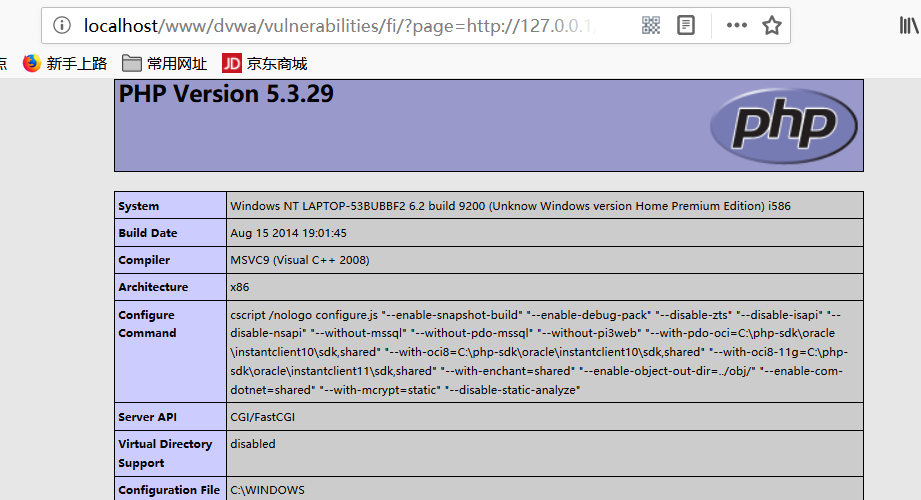 localhost/www/dvwa/vulnerabilities/fi/?page=http://127.0.0.1
点 新手上路 常用网址 JD 京东商城
PHP Version 5.3.29
php
System Windows NT LAPTOP-53BUBBF2 6.2 build 9200 (Unknow Windows version Home Premium Edition) i586
Build Date Aug 15 2014 19:01:45
Compiler MSVC9 (Visual C++ 2008)
Architecture x86
Configure Command cscript /nologo configure.js "--enable-snapshot-build" "--enable-debug-pack" "--disable-zts" "--disable-isapi" "--
disable-nsapi" "--without-mssql" "--without-pdo-mssql" "--without-pi3web" "--with-pdo-oci=C:\php-sdk\oracle
\instantclient10\sdk,shared" "--with-oci8=C:\php-sdk\oracle\instantclient10\sdk,shared" "--with-oci8-11g=C:\php-
sdk\oracle\instantclient11\sdk,shared" "--with-enchant=shared" "--enable-object-out-dir=../obj/" "--enable-com-
dotnet=shared" "--with-mcrypt=static" "--disable-static-analyze"
Server API CGI/FastCGI
Virtual Directory Support disabled
Configuration File C:\WINDOWS